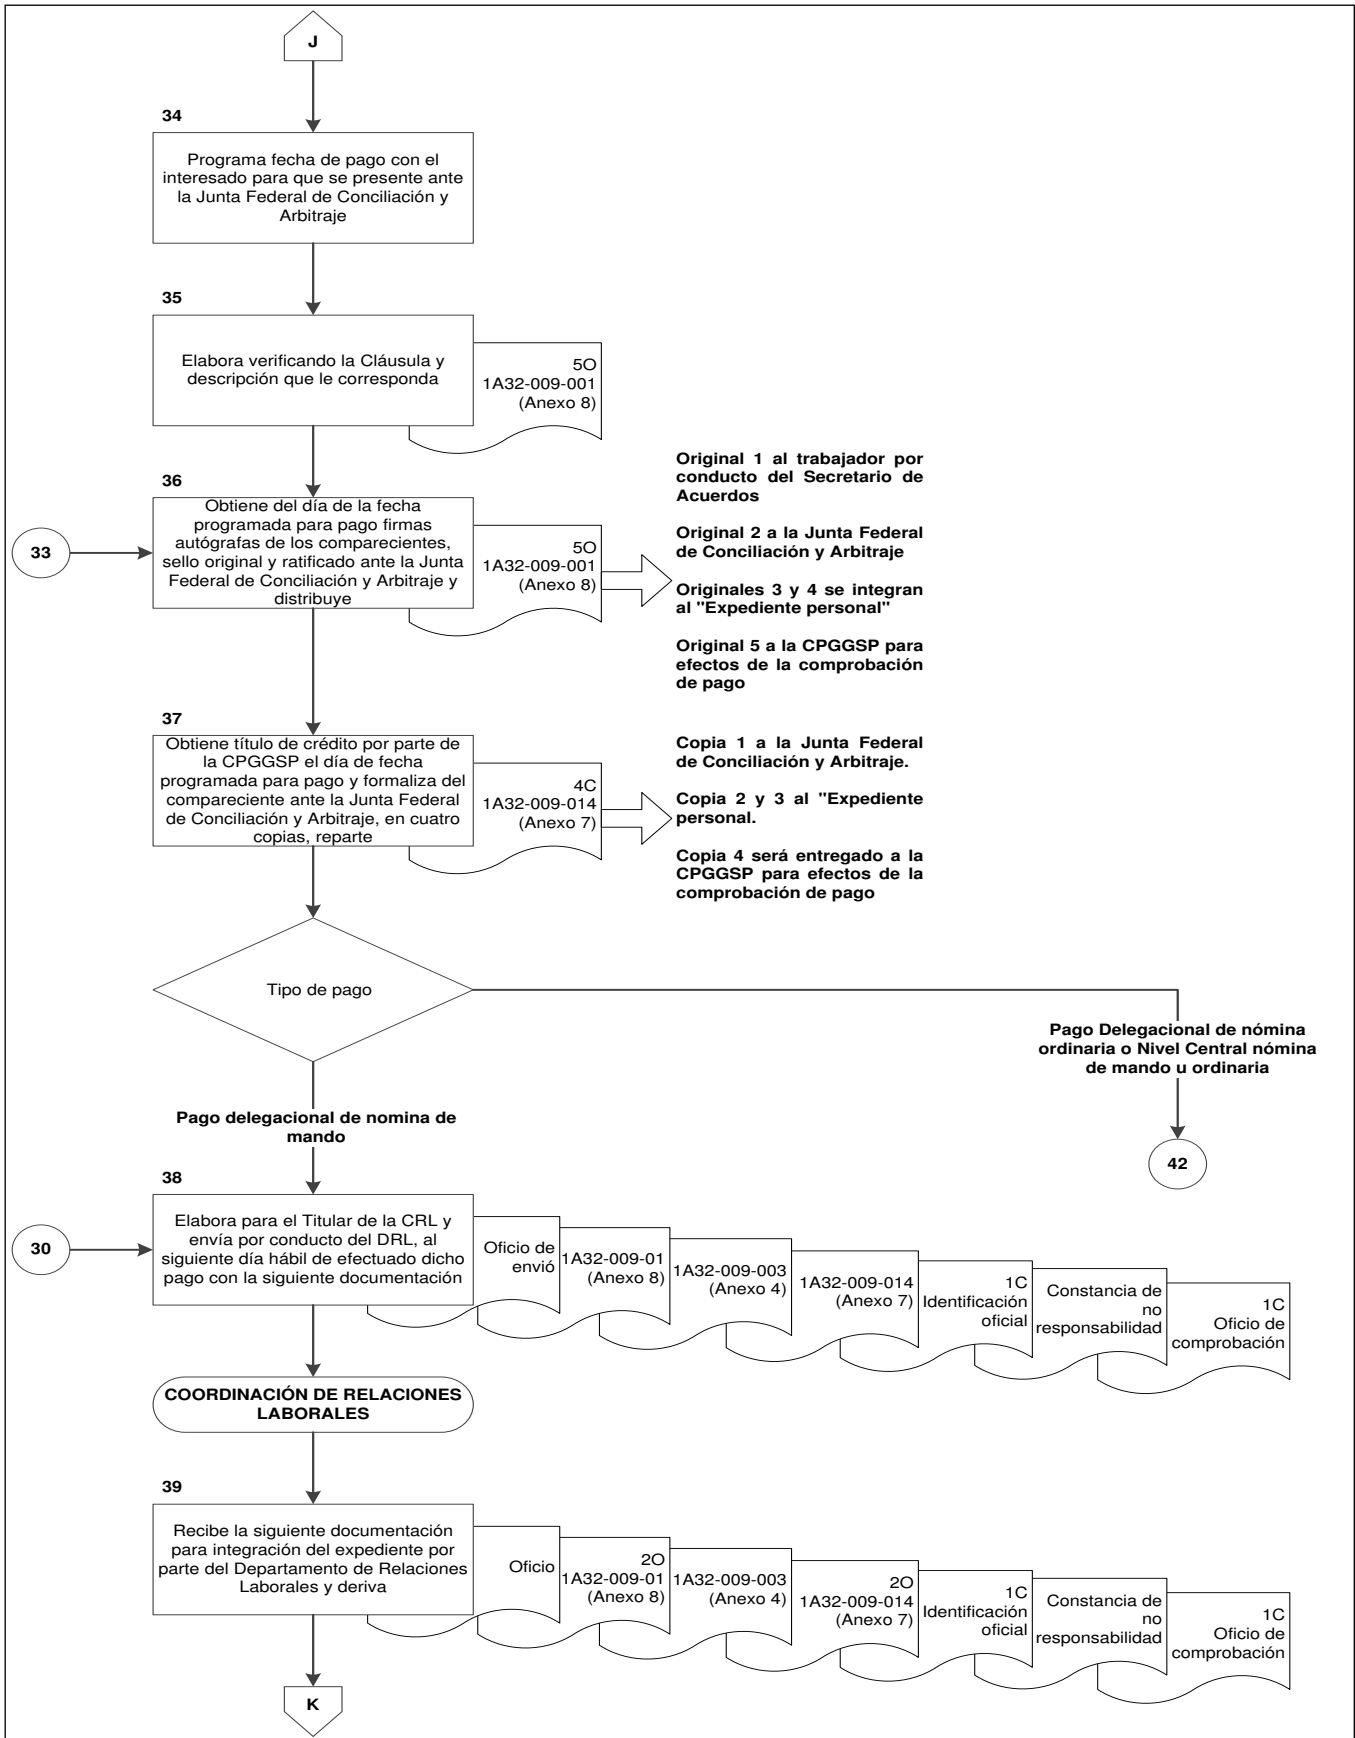 J
34
Programa fecha de pago con el
interesado para que se presente ante
la Junta Federal de Conciliación y
Arbitraje
35
Elabora verificando la Cláusula y
descripción que le corresponda
5O
1A32-009-001
(Anexo 8)
36
33
Obtiene del día de la fecha
programada para pago firmas
autógrafas de los comparecientes,
sello original y ratificado ante la Junta
Federal de Conciliación y Arbitraje y
distribuye
5O
1A32-009-001
(Anexo 8)
Original 1 al trabajador por
conducto del Secretario de
Acuerdos
Original 2 a la Junta Federal
de Conciliación y Arbitraje
Originales 3 y 4 se integran
al "Expediente personal"
Original 5 a la CPGGSP para
efectos de la comprobación
de pago
37
Obtiene título de crédito por parte de
la CPGGSP el día de fecha
programada para pago y formaliza del
compareciente ante la Junta Federal
de Conciliación y Arbitraje, en cuatro
copias, reparte
4C
1A32-009-014
(Anexo 7)
Copia 1 a la Junta Federal
de Conciliación y Arbitraje.
Copia 2 y 3 al "Expediente
personal.
Copia 4 será entregado a la
CPGGSP para efectos de la
comprobación de pago
Tipo de pago
Pago Delegacional de nómina
ordinaria o Nivel Central nómina
de mando u ordinaria
42
Pago delegacional de nomina de
mando
38
30
Elabora para el Titular de la CRL y
envía por conducto del DRL, al
siguiente día hábil de efectuado dicho
pago con la siguiente documentación
Oficio de
envió
1A32-009-01
(Anexo 8)
1A32-009-003
(Anexo 4)
1A32-009-014
(Anexo 7)
1C
Identificación
oficial
Constancia de
no
responsabilidad
1C
Oficio de
comprobación
COORDINACIÓN DE RELACIONES
LABORALES
39
Recibe la siguiente documentación
para integración del expediente por
parte del Departamento de Relaciones
Laborales y deriva
Oficio
2O
1A32-009-01
(Anexo 8)
1A32-009-003
(Anexo 4)
2O
1A32-009-014
(Anexo 7)
1C
Identificación
oficial
Constancia de
no
responsabilidad
1C
Oficio de
comprobación
K